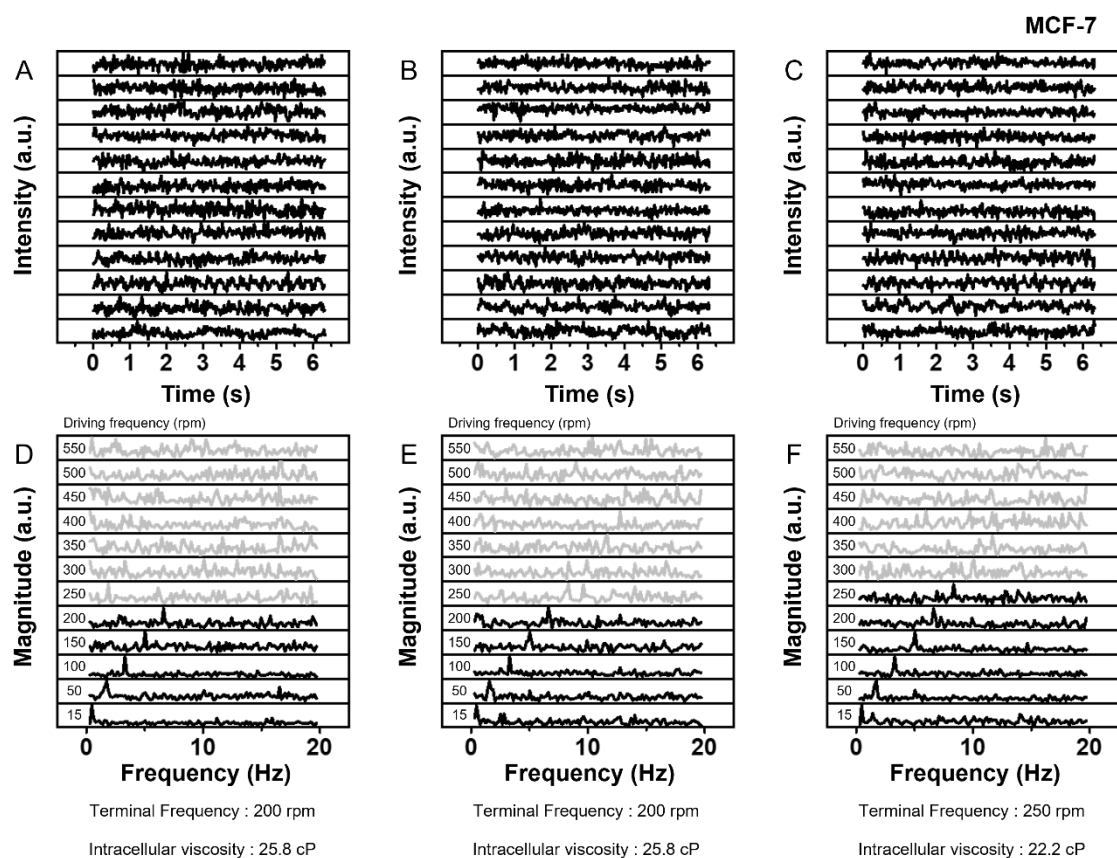 MCF-7
A
B
C
Intensity (a.u.)
Intensity (a.u.)
Intensity (a.u.)
0 1 2 3 4 5 6
0 1 2 3 4 5 6
0 1 2 3 4 5 6
Time (s)
Time (s)
Time (s)
Driving frequency (rpm)
Driving frequency (rpm)
Driving frequency (rpm)
D
E
F
Magnitude (a.u.)
Magnitude (a.u.)
Magnitude (a.u.)
550
500
450
400
350
300
250
200
150
100
50
15
550
500
450
400
350
300
250
200
150
100
50
15
550
500
450
400
350
300
250
200
150
100
50
15
0 10 20
0 10 20
0 10 20
Frequency (Hz)
Frequency (Hz)
Frequency (Hz)
Terminal Frequency : 200 rpm
Terminal Frequency : 200 rpm
Terminal Frequency : 250 rpm
Intracellular viscosity : 25.8 cP
Intracellular viscosity : 25.8 cP
Intracellular viscosity : 22.2 cP